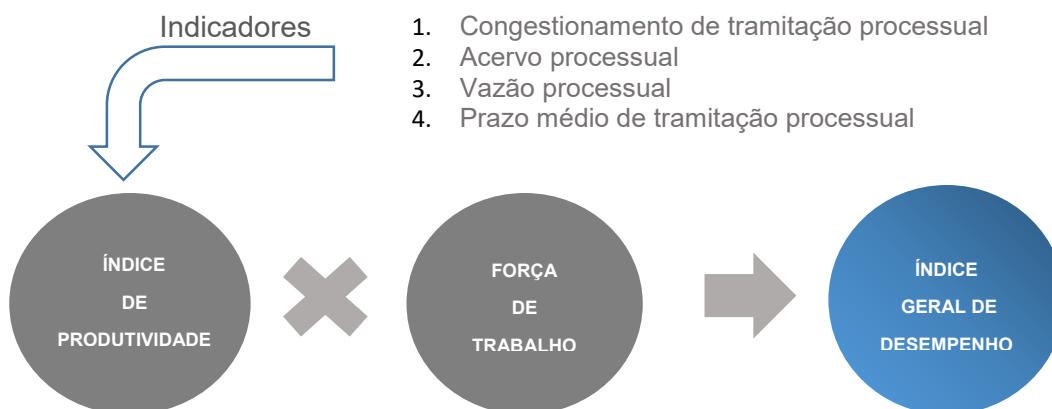 Indicadores
1. Congestionamento de tramitação processual
2. Acervo processual
3. Vazão processual
4. Prazo médio de tramitação processual
ÍNDICE
DE
PRODUTIVIDADE
FORÇA
DE
TRABALHO
ÍNDICE
GERAL DE
DESEMPENHO